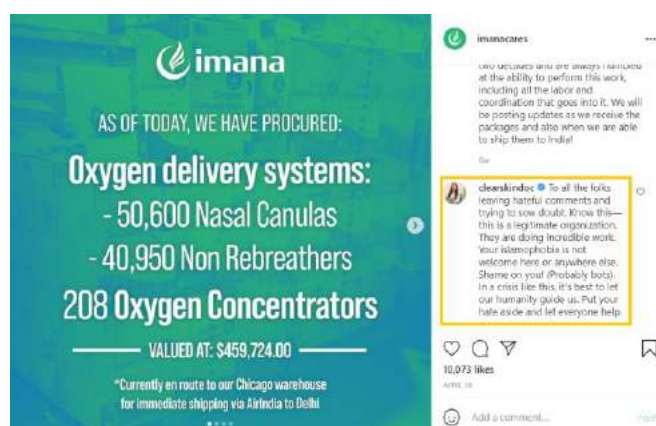 imana
AS OF TODAY, WE HAVE PROCURED:
Oxygen delivery systems:
- 50,600 Nasal Canulas
- 40,950 Non Rebreathers
208 Oxygen Concentrators
VALUED AT: $459,724.00
*Currently en route to our Chicago warehouse
for immediate shipping via AirIndia to Delhi
imanacares
two decades and are always humbled
at the ability to perform this work,
including all the labor and
coordination that goes into it. We will
be posting updates as we receive the
packages and also when we are able
to ship them to India!
clearskindoc To all the folks
leaving hateful comments and
trying to sow doubt. Know this—
this is a legitimate organization.
They are doing incredible work.
Your islamophobia is not
welcome here or anywhere else.
Shame on you! (Probably bots).
In a crisis like this, it's best to let
our humanity guide us. Put your
hate aside and let everyone help
10,073 likes
APRIL
Add a comment...
Post